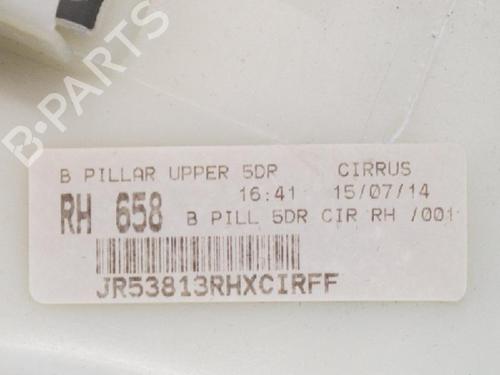 B-PARTS
B PILLAR UPPER 5DR CIRRUS
16:41 15/07/14
RH 658 B PILL 5DR CIR RH /001
JR53813RHXCIRFF